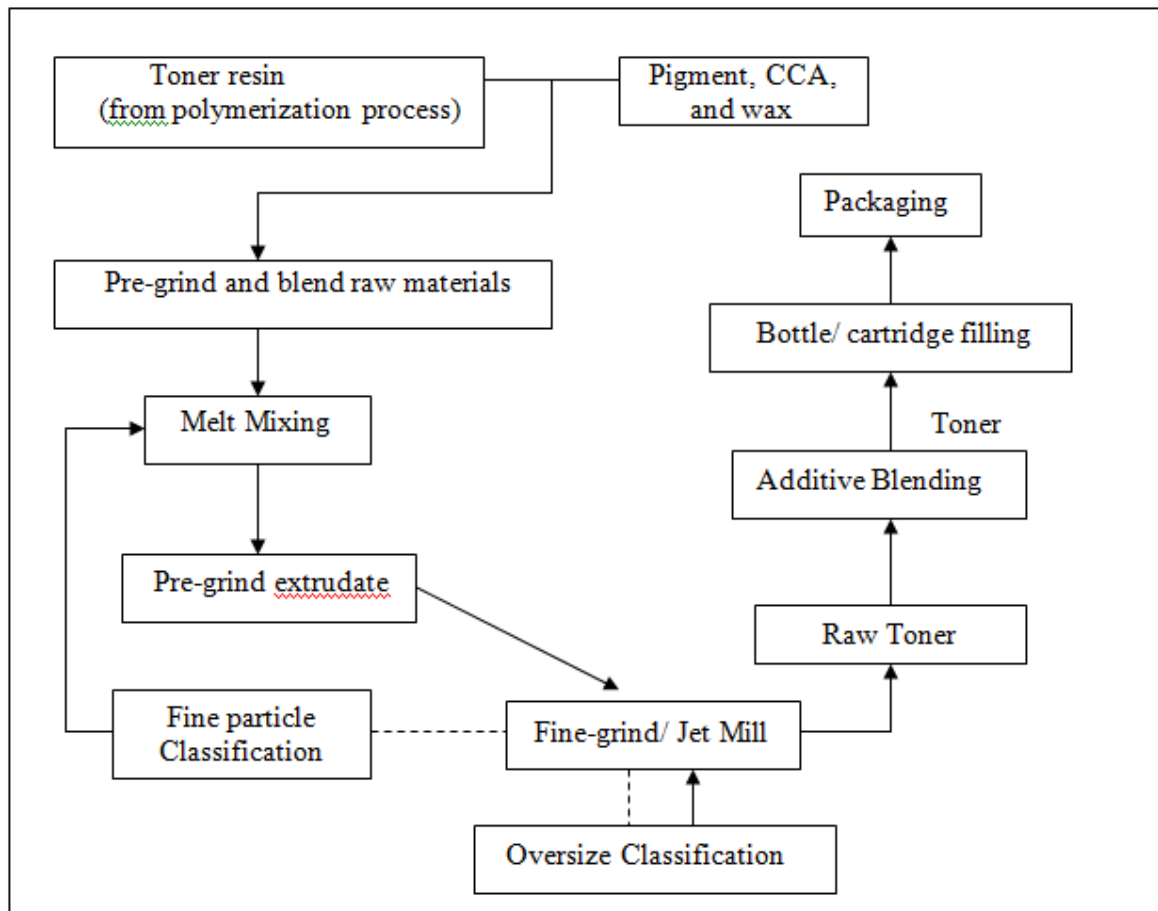 Toner resin
(from polymerization process)
Pigment, CCA,
and wax
Pre-grind and blend raw materials
Melt Mixing
Pre-grind extrudate
Fine particle
Classification
Fine-grind/ Jet Mill
Oversize Classification
Raw Toner
Additive Blending
Toner
Bottle/ cartridge filling
Packaging